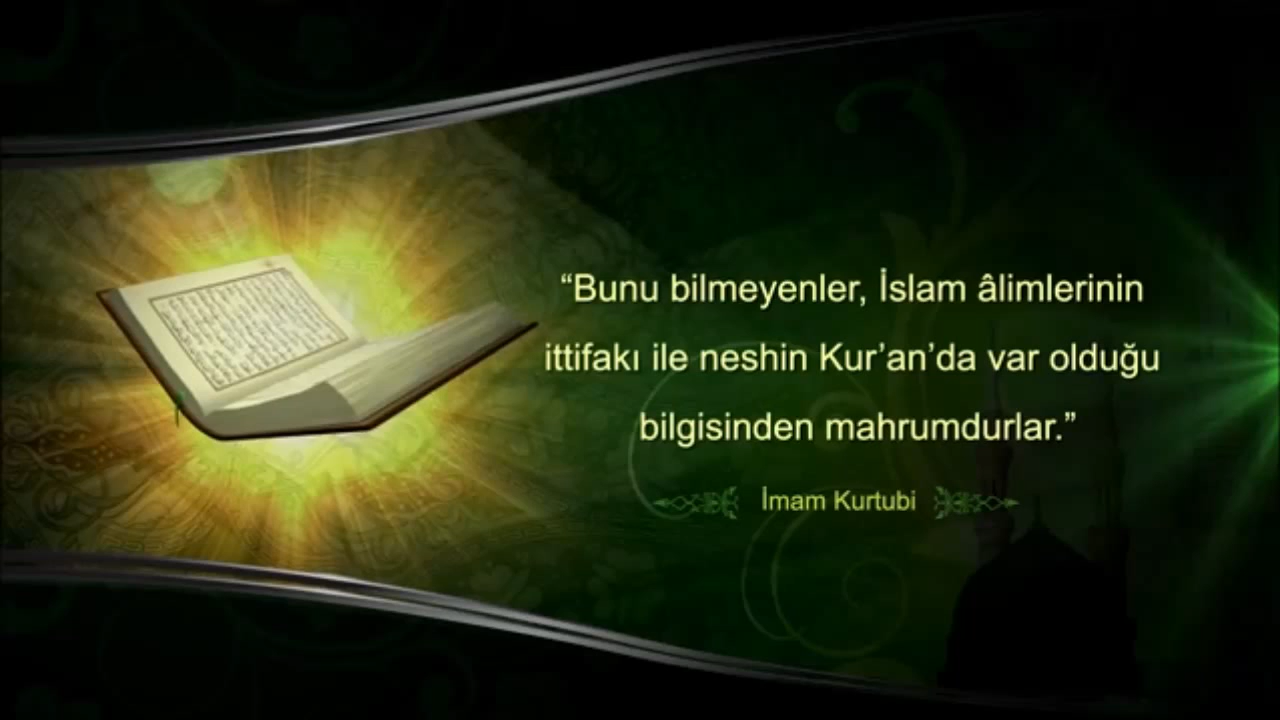 “Bunu bilmeyenler, İslam âlimlerinin
ittifakı ile neshin Kur’an’da var olduğu
bilgisinden mahrumdurlar.”
İmam Kurtubi